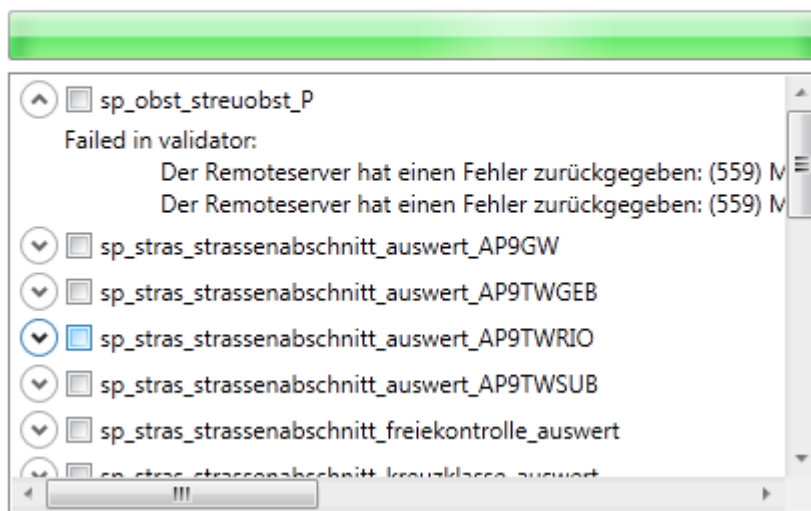 sp_obst_streuobst_P
Failed in validator:
Der Remoteserver hat einen Fehler zurückgegeben: (559) M
Der Remoteserver hat einen Fehler zurückgegeben: (559) M
sp_stras_strassenabschnitt_auswert_AP9GW
sp_stras_strassenabschnitt_auswert_AP9TWGEB
sp_stras_strassenabschnitt_auswert_AP9TWRIO
sp_stras_strassenabschnitt_auswert_AP9TWSUB
sp_stras_strassenabschnitt_freiekontrolle_auswert
sp_stras_strassenabschnitt_kreuzklasse_auswert